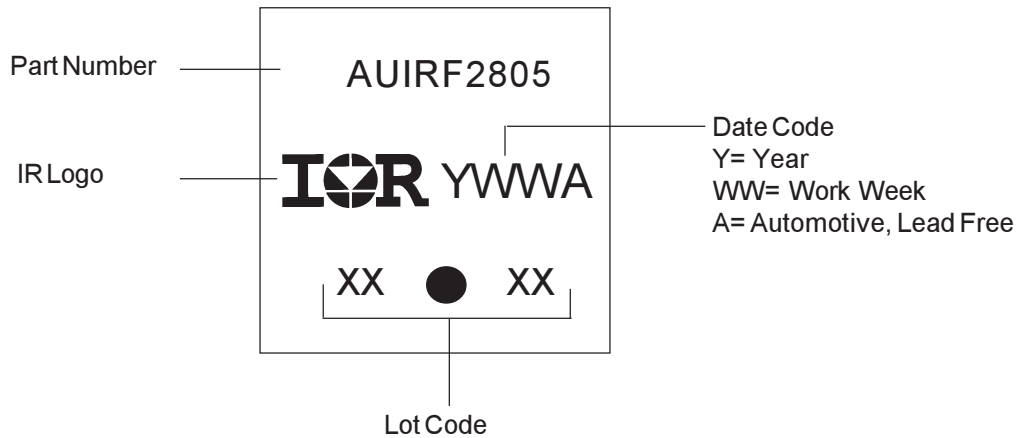 Part Number
AUIRF2805
IR Logo
IOR YWWA
Date Code
Y= Year
WW= Work Week
A= Automotive, Lead Free
XX ● XX
Lot Code